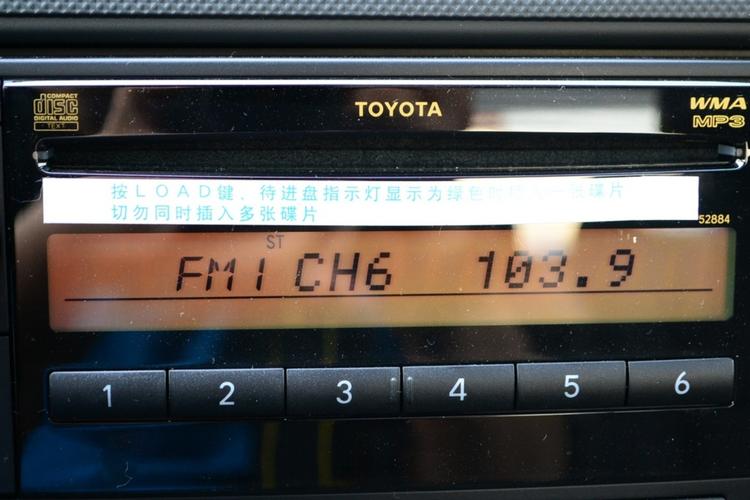 COMPACT
disc
DIGITAL AUDIO
TEXT
TOYOTA
WMA
MP3
按LOAD键、待进盘指示灯显示为绿色时插入一张碟片
切勿同时插入多张碟片
52884
ST
FM1 CH6 103.9
1 2 3 4 5 6